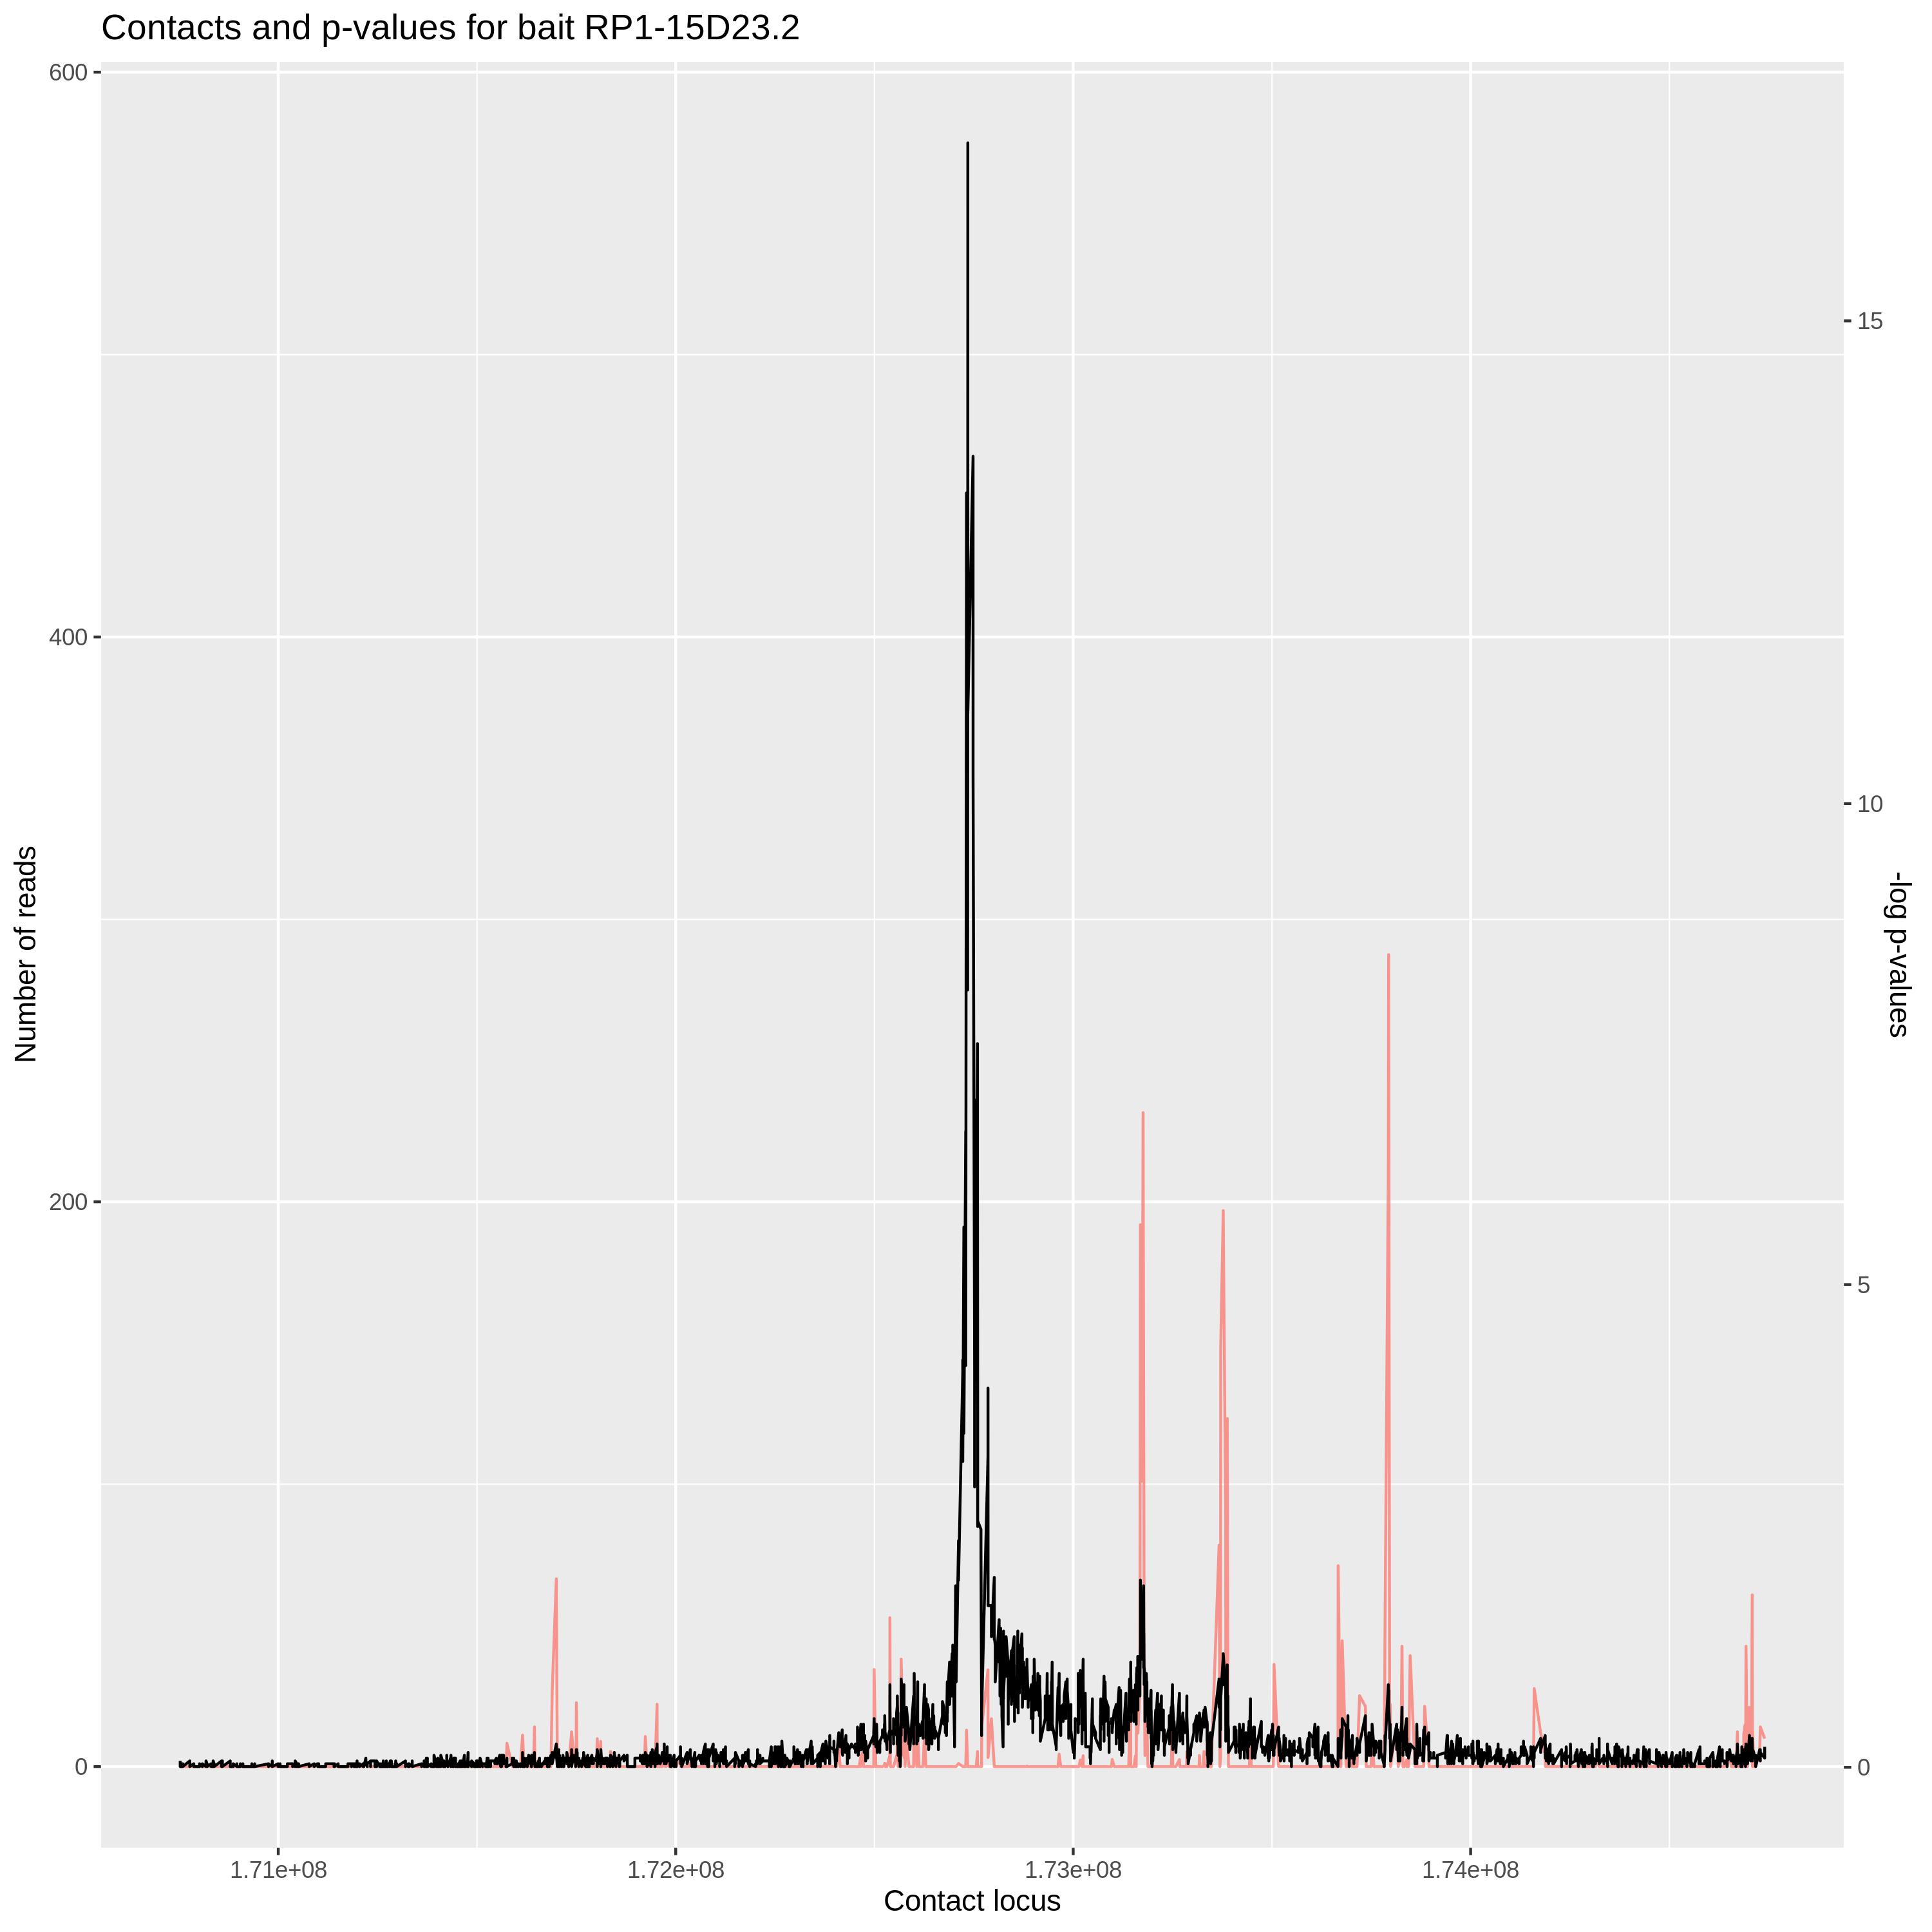 Contacts and p-values for bait RP1-15D23.2
600
400
200
0
Number of reads
15
10
5
0
-log p-values
1.71e+08
1.72e+08
1.73e+08
1.74e+08
Contact locus